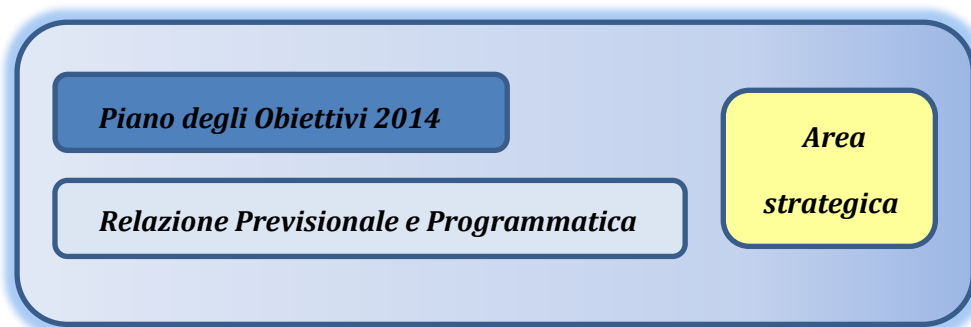 Piano degli Obiettivi 2014
Relazione Previsionale e Programmatica
Area
strategica